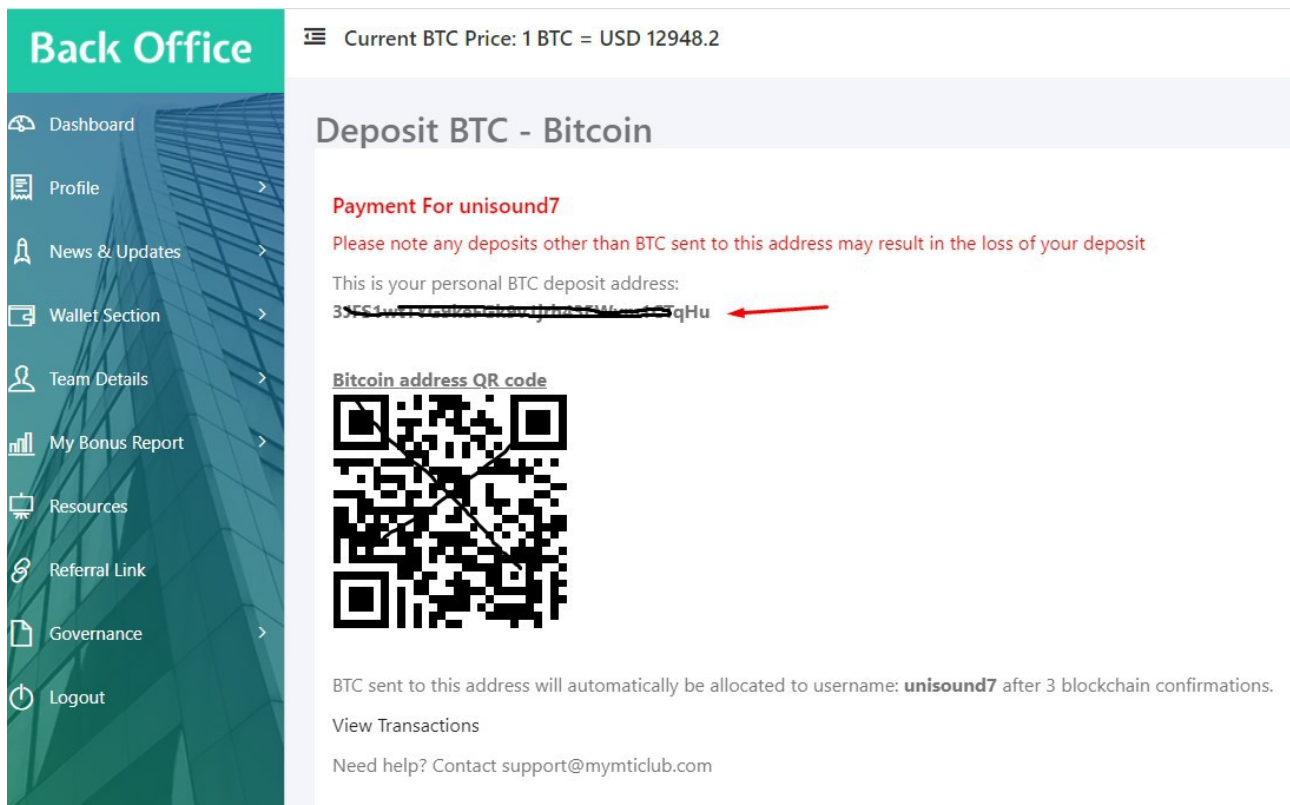 Back Office
Current BTC Price: 1 BTC = USD 12948.2
Dashboard
Profile
News & Updates
Wallet Section
Team Details
My Bonus Report
Resources
Referral Link
Governance
Logout
Deposit BTC - Bitcoin
Payment For unisound7
Please note any deposits other than BTC sent to this address may result in the loss of your deposit
This is your personal BTC deposit address:
Bitcoin address QR code
BTC sent to this address will automatically be allocated to username: unisound7 after 3 blockchain confirmations.
View Transactions
Need help? Contact support@mymticlub.com